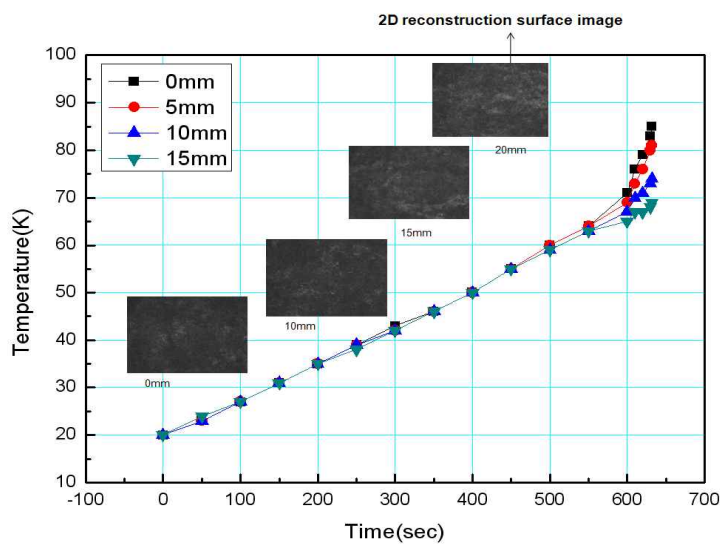 2D reconstruction surface image
100
90
80
70
60
50
40
30
20
10
Temperature(K)
0mm
5mm
10mm
15mm
20mm
15mm
10mm
0mm
-100 0 100 200 300 400 500 600 700
Time(sec)